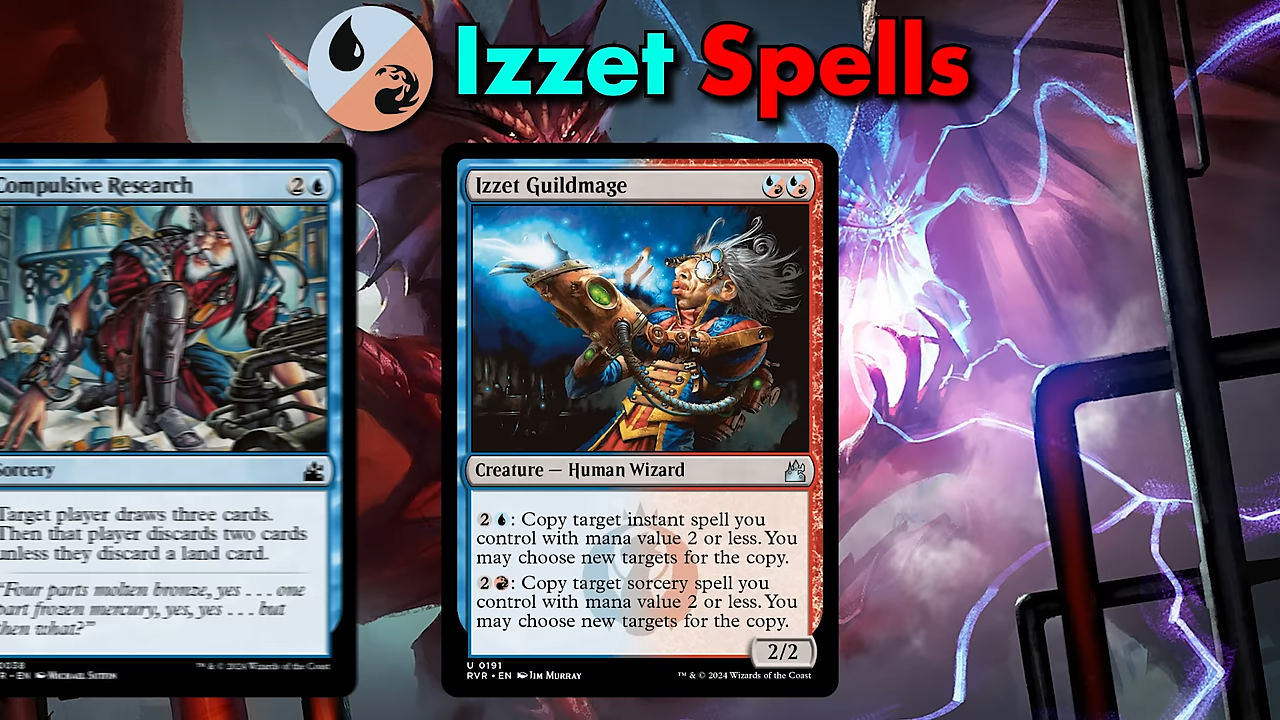 Izzet Spells
Compulsive Research 2
Sorcery
Target player draws three cards.
Then that player discards two cards
unless they discard a land card.
"Four parts molten bronze, yes . . . one
part frozen mercury, yes, yes . . . but
then what?"
™ & © 2024 Wizards of the Coast
EN
Izzet Guildmage
Creature — Human Wizard
2 : Copy target instant spell you
control with mana value 2 or less. You
may choose new targets for the copy.
2 : Copy target sorcery spell you
control with mana value 2 or less. You
may choose new targets for the copy.
2/2
U 0191
RVR • EN Jim Murray ™ & © 2024 Wizards of the Coast